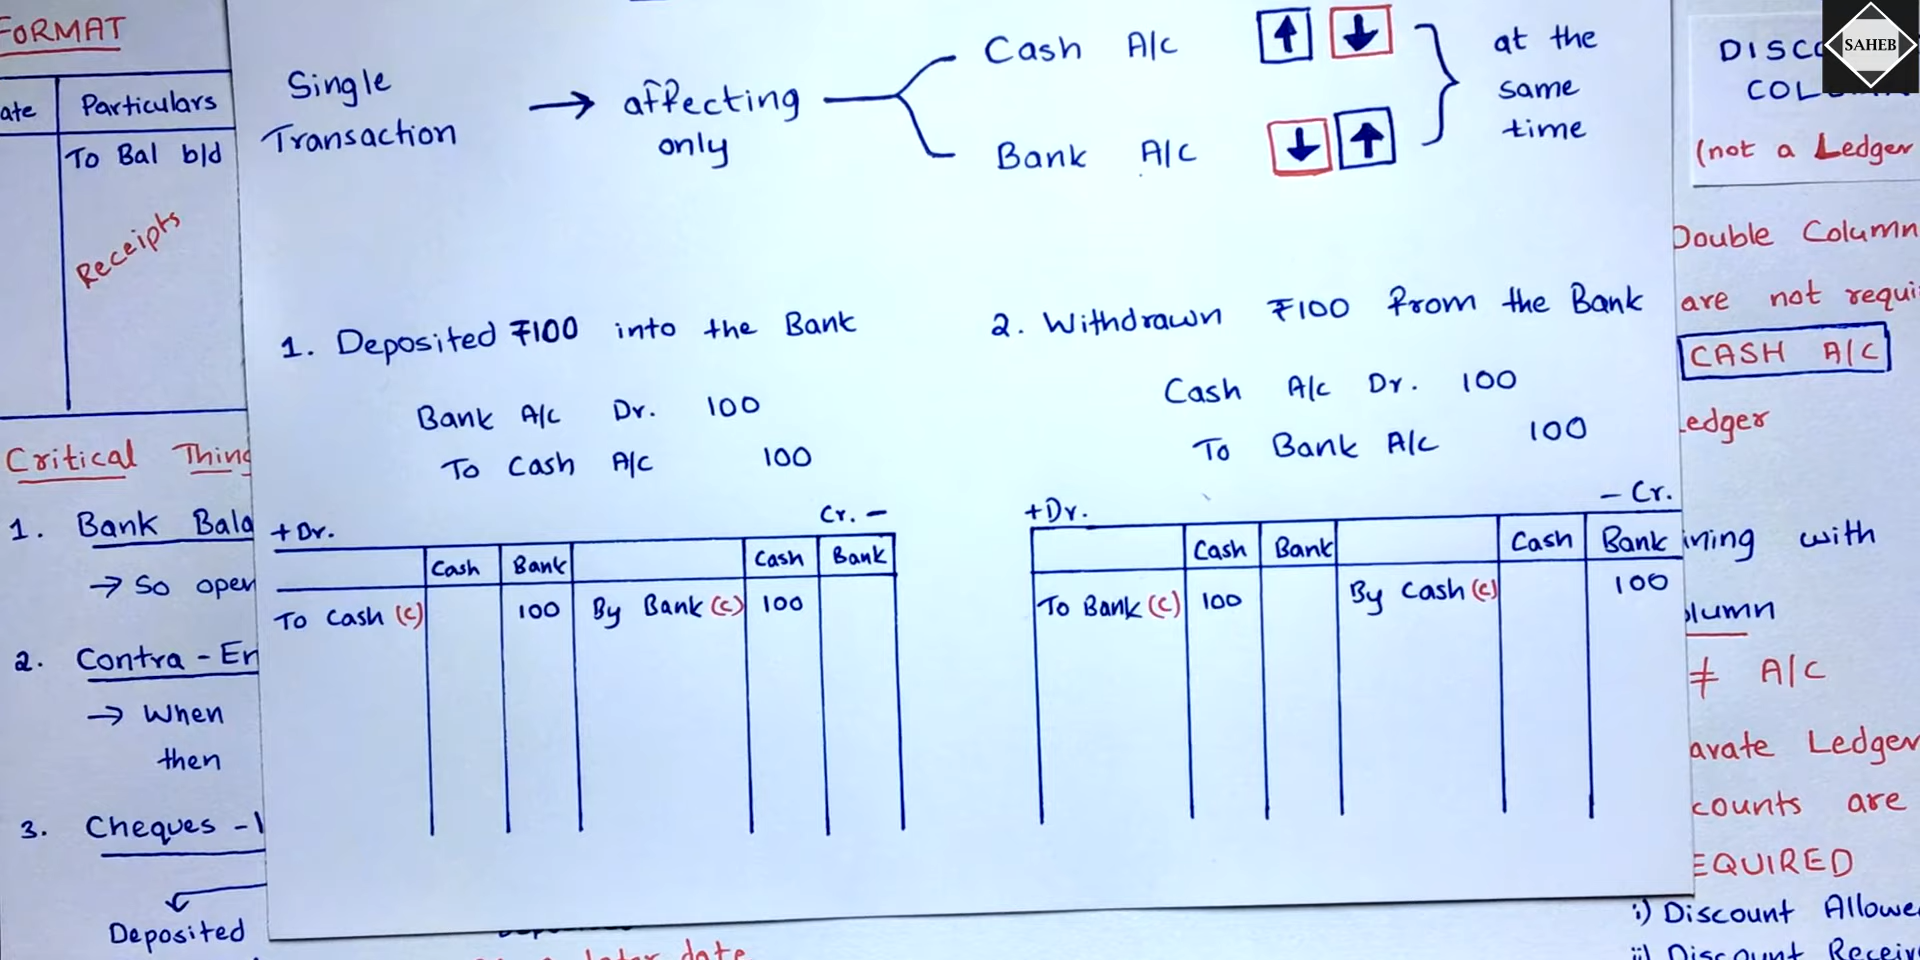 FORMAT
ate Particulars
To Bal b/d
Receipts
Critical Thing
1. Bank Bala
→ So open
2. Contra - En
→ When
then
3. Cheques -
Deposited
Single
Transaction
→ affecting
only
Cash A/c ↑ ↓
Bank A/c ↓ ↑
at the
same
time
1. Deposited ₹100 into the Bank
Bank A/c Dr. 100
To Cash A/c 100
+ Dr. Cr. -
Cash Bank Cash Bank
To Cash (c) 100 By Bank (c) 100
2. Withdrawn ₹100 from the Bank
Cash A/c Dr. 100
To Bank A/c 100
+ Dr. - Cr.
Cash Bank Cash Bank
To Bank (c) 100 By Cash (c) 100
SAHEB
DISC
COL
(not a Ledger
Double Column
are not requi
CASH A/C
Ledger
ining with
olumn
≠ A/C
arate Ledger
counts are
EQUIRED
i) Discount Allowe
ii) Discount Receiv
later date